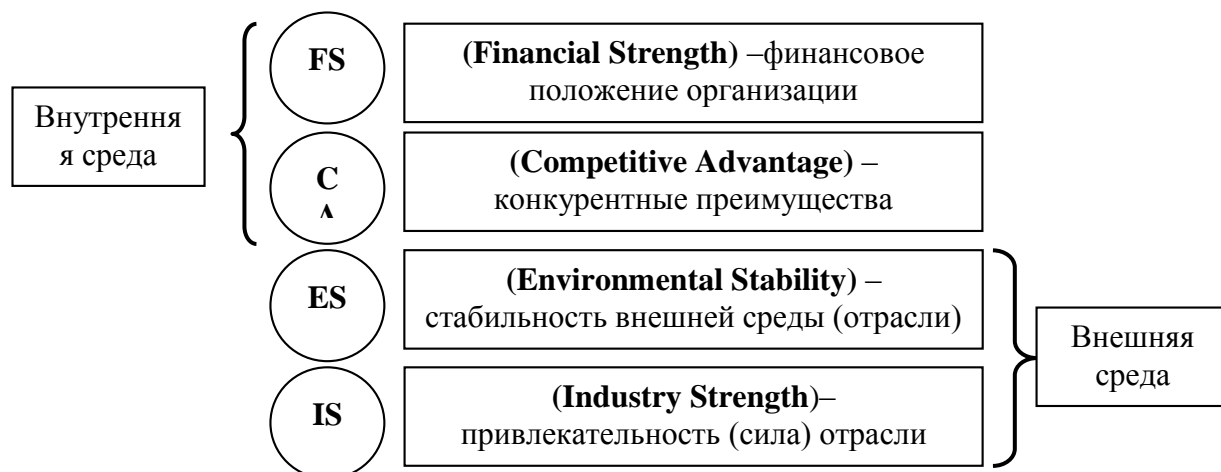 FS
(Financial Strength) –финансовое
положение организации
Внутрення
я среда
C
A
(Competitive Advantage) –
конкурентные преимущества
ES
(Environmental Stability) –
стабильность внешней среды (отрасли)
Внешняя
среда
IS
(Industry Strength)–
привлекательность (сила) отрасли